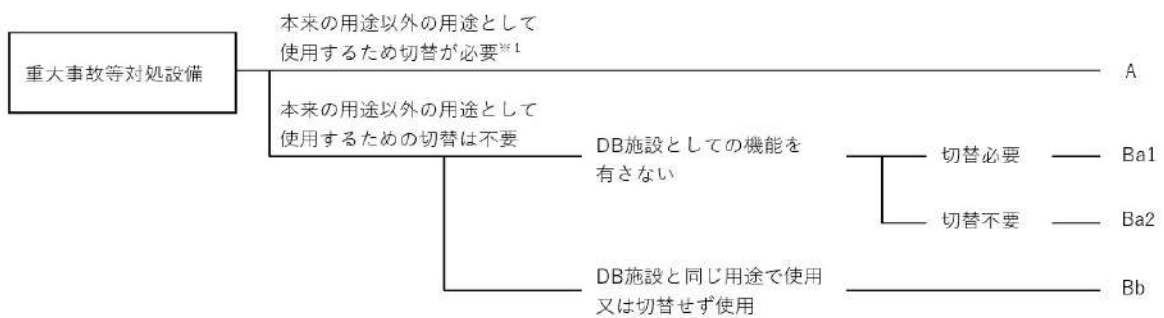 本来の用途以外の用途として
使用するため切替が必要※1
重大事故等対処設備
A
本来の用途以外の用途として
使用するための切替は不要
DB施設としての機能を
有さない
切替必要
Ba1
切替不要
Ba2
DB施設と同じ用途で使用
又は切替せず使用
Bb